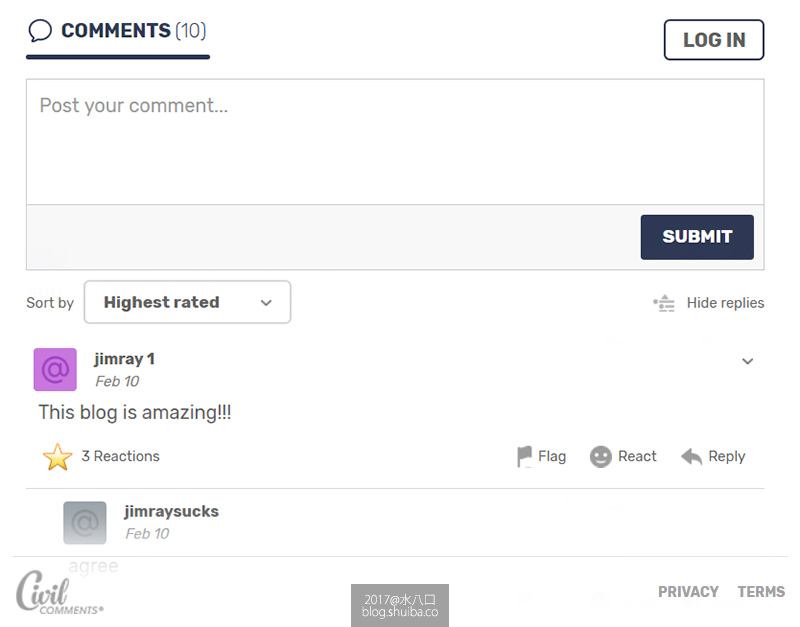 COMMENTS (10)
LOG IN
Post your comment...
SUBMIT
Sort by
Highest rated
Hide replies
@
jimray 1
Feb 10
This blog is amazing!!!
3 Reactions
Flag
React
Reply
@
jimraysucks
Feb 10
agree
Civil
COMMENTS®
PRIVACY
TERMS
2017@水八口
blog.shuiba.co